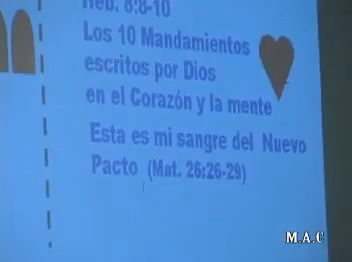 Heb. 8:8-10
Los 10 Mandamientos
escritos por Dios
en el Corazón y la mente
Esta es mi sangre del Nuevo
Pacto (Mat. 26:26-29)
M.A.C